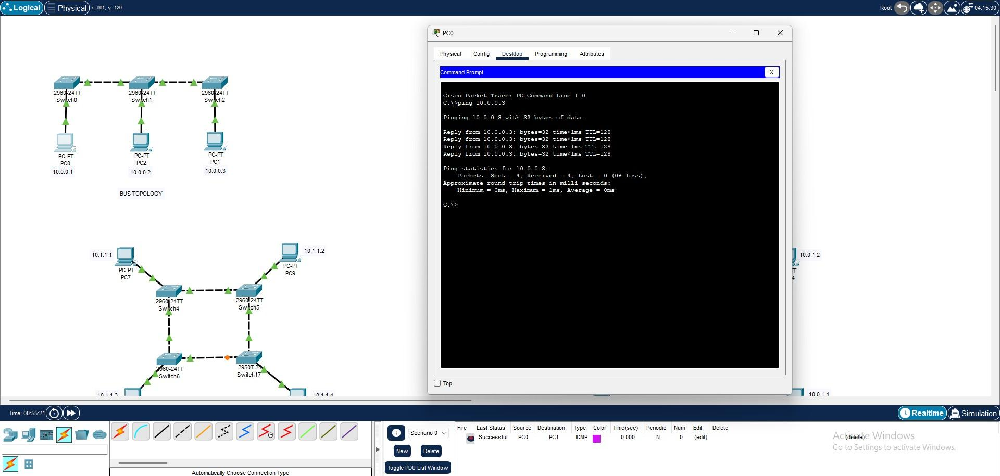 Logical
Physical
x: 661, y: 126
Root
04:15:30
PC0
Physical
Config
Desktop
Programming
Attributes
Command Prompt
X
Cisco Packet Tracer PC Command Line 1.0
C:\>ping 10.0.0.3
Pinging 10.0.0.3 with 32 bytes of data:
Reply from 10.0.0.3: bytes=32 time<1ms TTL=128
Reply from 10.0.0.3: bytes=32 time<1ms TTL=128
Reply from 10.0.0.3: bytes=32 time=1ms TTL=128
Reply from 10.0.0.3: bytes=32 time<1ms TTL=128
Ping statistics for 10.0.0.3:
Packets: Sent = 4, Received = 4, Lost = 0 (0% loss),
Approximate round trip times in milli-seconds:
Minimum = 0ms, Maximum = 1ms, Average = 0ms
C:\>
Top
2960-24TT
Switch0
2960-24TT
Switch1
2960-24TT
Switch2
PC-PT
PC0
10.0.0.1
PC-PT
PC2
10.0.0.2
PC-PT
PC1
10.0.0.3
BUS TOPOLOGY
10.1.1.1
PC-PT
PC7
10.1.1.2
PC-PT
PC9
2960-24TT
Switch4
2960-24TT
Switch5
2960-24TT
Switch6
2950T-24
Switch17
10.1.1.3
10.1.1.4
10.0.1.2
4
10.0.1.4
Time: 00:55:21
Realtime
Simulation
Automatically Choose Connection Type
Scenario 0
New
Delete
Toggle PDU List Window
Fire Last Status Source Destination Type Color Time(sec) Periodic Num Edit Delete
Successful PC0 PC1 ICMP 0.000 N 0 (edit) (delete)
Activate Windows
Go to Settings to activate Windows.